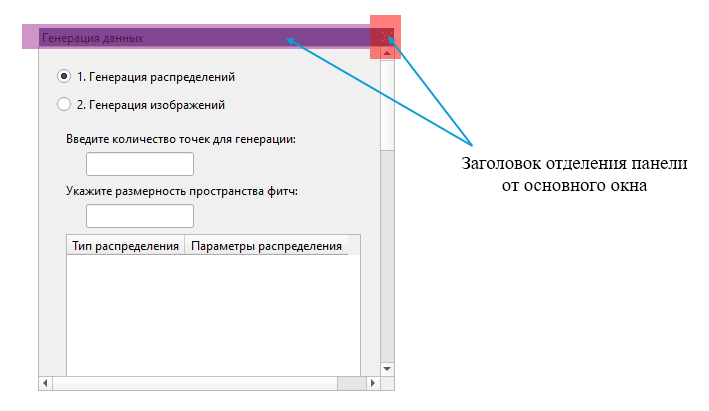 Генерация данных
1. Генерация распределений
2. Генерация изображений
Введите количество точек для генерации:
Укажите размерность пространства фитч:
Тип распределения Параметры распределения
Заголовок отделения панели
от основного окна